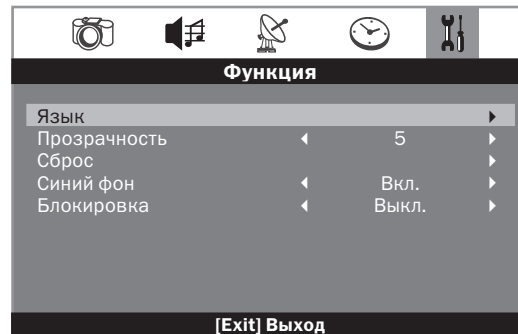 Функция
Язык
Прозрачность 5
Сброс
Синий фон Вкл.
Блокировка Выкл.
[Exit] Выход